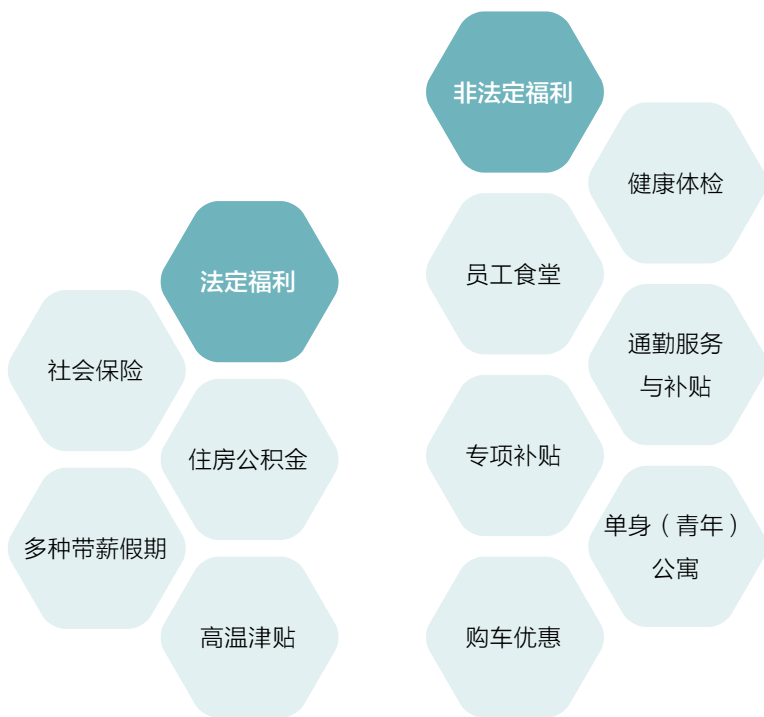 法定福利
社会保险
住房公积金
多种带薪假期
高温津贴
非法定福利
健康体检
员工食堂
通勤服务
与补贴
专项补贴
单身（青年）
公寓
购车优惠